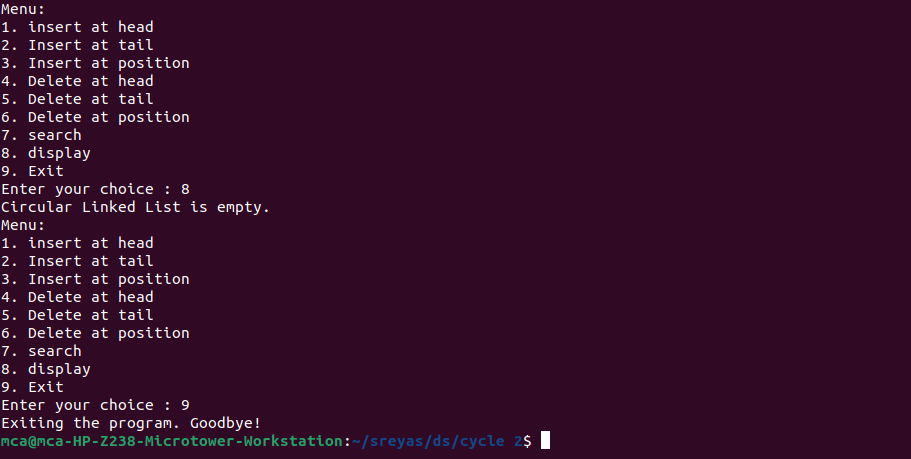 Menu:
1. insert at head
2. Insert at tail
3. Insert at position
4. Delete at head
5. Delete at tail
6. Delete at position
7. search
8. display
9. Exit
Enter your choice : 8
Circular Linked List is empty.
Menu:
1. insert at head
2. Insert at tail
3. Insert at position
4. Delete at head
5. Delete at tail
6. Delete at position
7. search
8. display
9. Exit
Enter your choice : 9
Exiting the program. Goodbye!
mca@mca-HP-Z238-Microtower-Workstation:~/sreyas/ds/cycle 2$